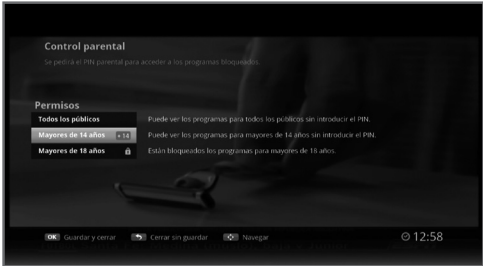 Control parental
Se pedirá el PIN parental para acceder a los programas bloqueados.
Permisos
Todos los públicos Puede ver los programas para todos los públicos sin introducir el PIN.
Mayores de 14 años +14 Puede ver los programas para mayores de 14 años sin introducir el PIN.
Mayores de 18 años Están bloqueados los programas para mayores de 18 años.
OK Guardar y cerrar Cerrar sin guardar Navegar 12:58